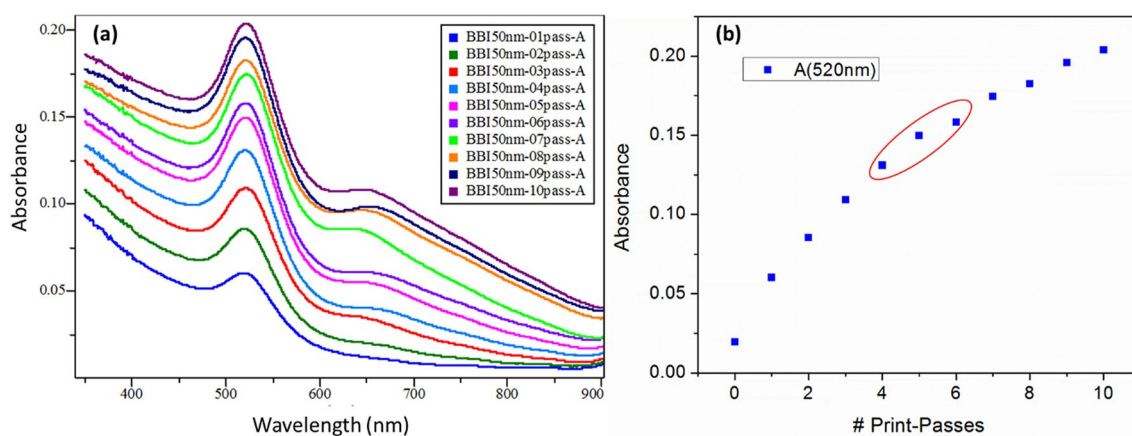 (a)
0.20
0.15
0.10
0.05
Absorbance
400
500
600
700
800
900
Wavelength (nm)
BBI50nm-01pass-A
BBI50nm-02pass-A
BBI50nm-03pass-A
BBI50nm-04pass-A
BBI50nm-05pass-A
BBI50nm-06pass-A
BBI50nm-07pass-A
BBI50nm-08pass-A
BBI50nm-09pass-A
BBI50nm-10pass-A
(b)
A(520nm)
0.20
0.15
0.10
0.05
0.00
Absorbance
0
2
4
6
8
10
# Print-Passes